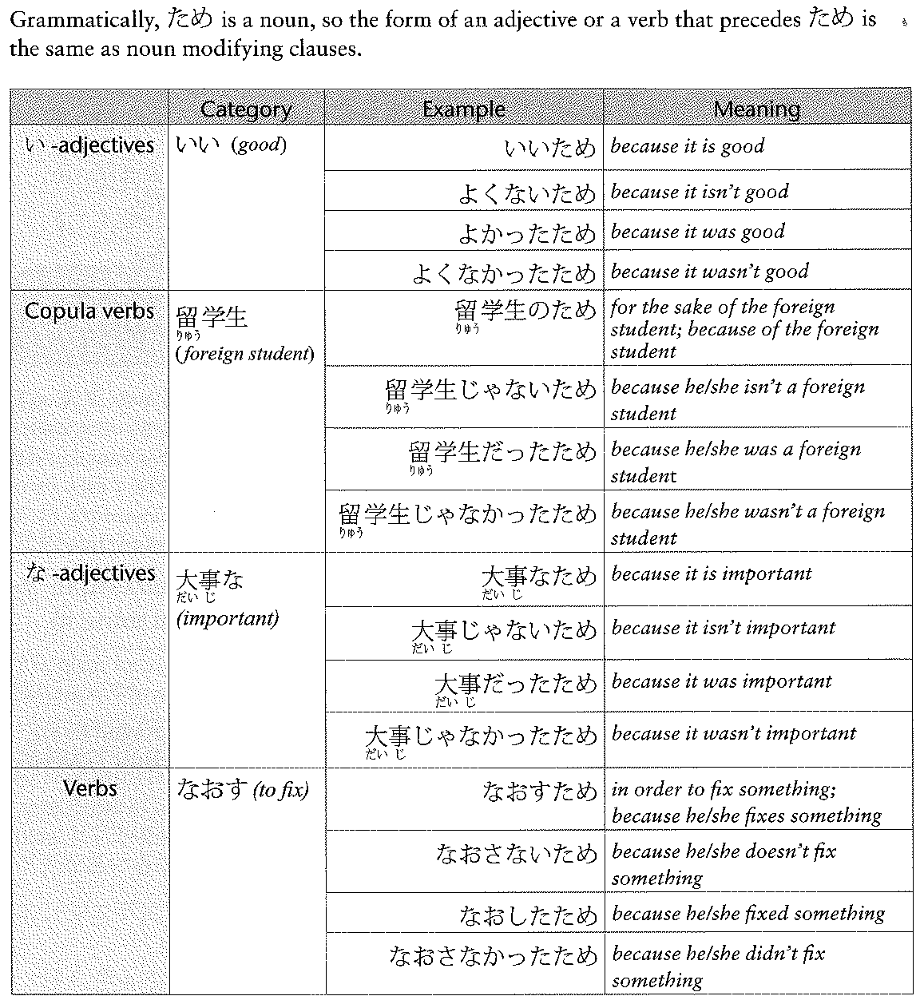 Grammatically, ため is a noun, so the form of an adjective or a verb that precedes ため is
the same as noun modifying clauses.
Category Example Meaning
い-adjectives いい (good) いいため because it is good
よくないため because it isn't good
よかったため because it was good
よくなかったため because it wasn't good
Copula verbs 留学生 留学生のため for the sake of the foreign
りゅう りゅう student; because of the foreign
(foreign student) student
留学生じゃないため because he/she isn't a foreign
りゅう student
留学生だったため because he/she was a foreign
りゅう student
留学生じゃなかったため because he/she wasn't a foreign
りゅう student
な-adjectives 大事な 大事なため because it is important
だい じ だい じ
(important)
大事じゃないため because it isn't important
だい じ
大事だったため because it was important
だい じ
大事じゃなかったため because it wasn't important
だい じ
Verbs なおす (to fix) なおすため in order to fix something;
because he/she fixes something
なおさないため because he/she doesn't fix
something
なおしたため because he/she fixed something
なおさなかったため because he/she didn't fix
something